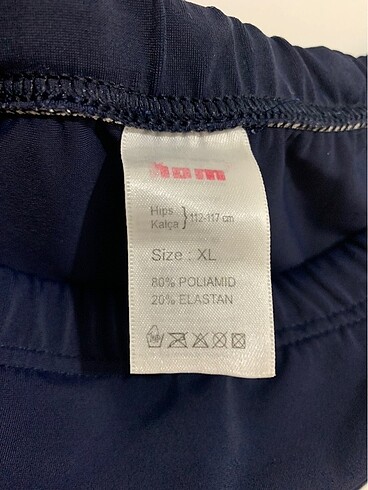 Hips
Kalça } 112-117 cm
Size : XL
80% POLIAMID
20% ELASTAN